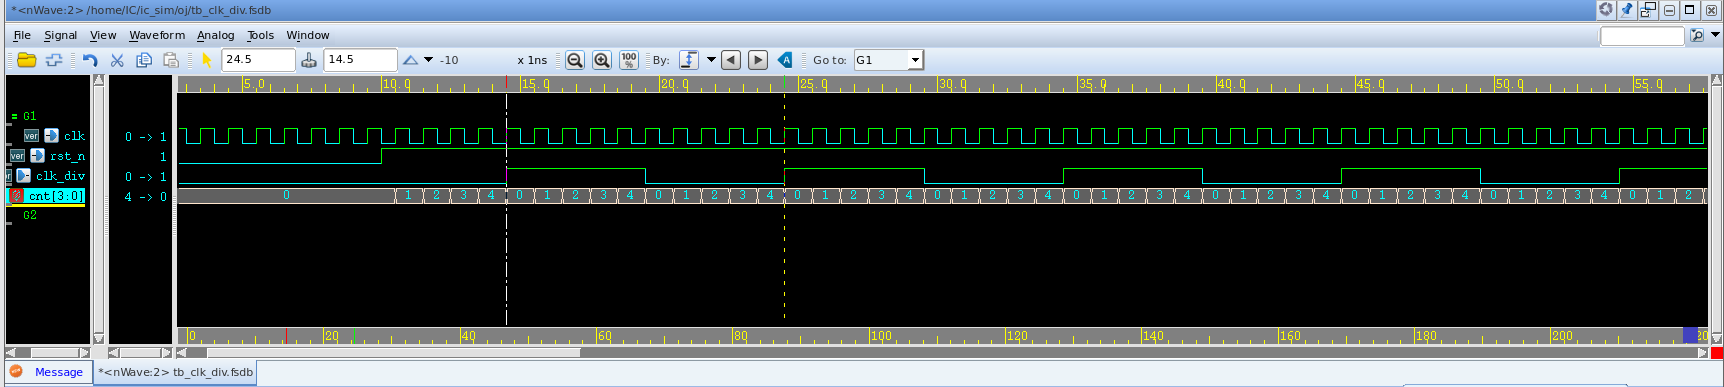 *<nWave:2> /home/IC/ic_sim/oj/tb_clk_div.fsdb
File Signal View Waveform Analog Tools Window
24.5 14.5 -10 x 1ns 100% By: Go to: G1
5.0 10.0 15.0 20.0 25.0 30.0 35.0 40.0 45.0 50.0 55.0
= G1
ver clk 0 -> 1
ver rst_n 1
clk_div 0 -> 1
cnt[3:0] 4 -> 0 0 1 2 3 4 0 1 2 3 4 0 1 2 3 4 0 1 2 3 4 0 1 2 3 4 0 1 2 3 4 0 1 2 3 4 0 1 2 3 4 0 1 2 3 4 0 1 2
G2
0 20 40 60 80 100 120 140 160 180 200
Message *<nWave:2> tb_clk_div.fsdb